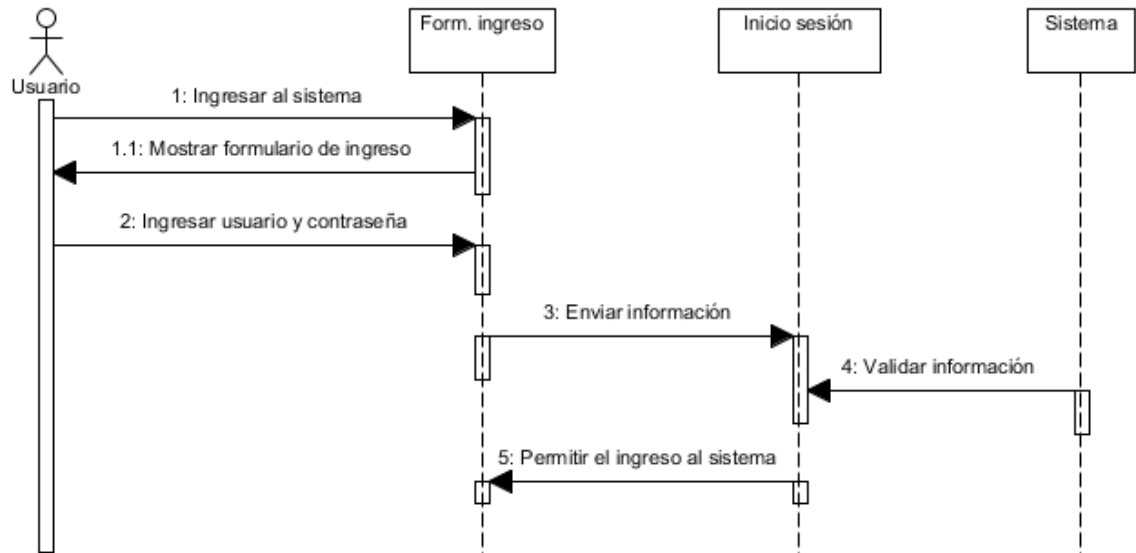 Form. ingreso
Inicio sesión
Sistema
Usuario
1: Ingresar al sistema
1.1: Mostrar formulario de ingreso
2: Ingresar usuario y contraseña
3: Enviar información
4: Validar información
5: Permitir el ingreso al sistema